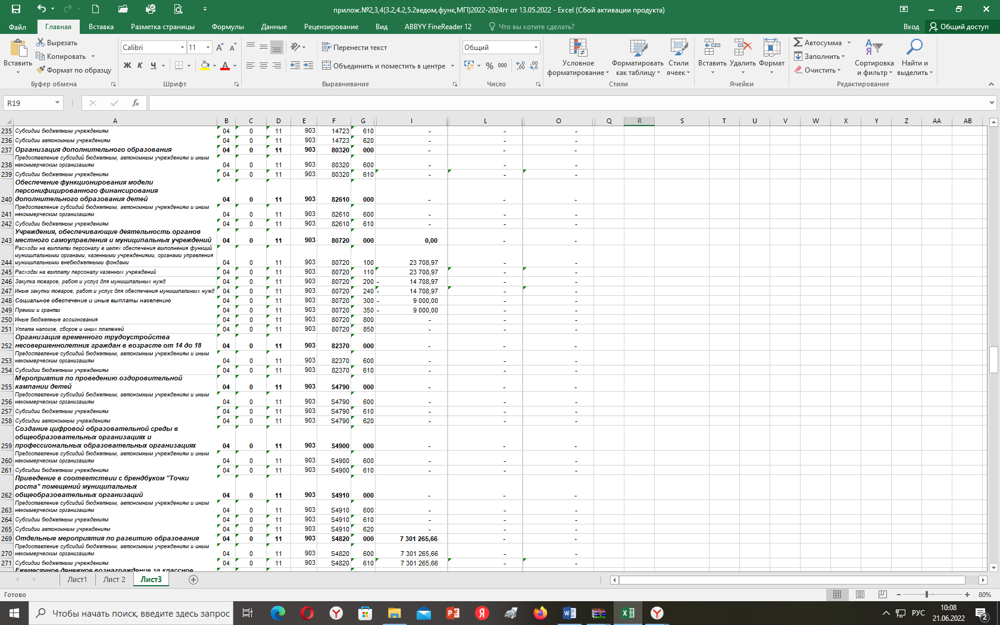 прилож.№2,3,4(3.2,4.2,5.2ведом,функ,МП)2022-2024гг от 13.05.2022 - Excel (Сбой активации продукта)
Файл Главная Вставка Разметка страницы Формулы Данные Рецензирование Вид ABBYY FineReader 12 Что вы хотите сделать? Вход Общий доступ
Вставить
Вырезать
Копировать
Формат по образцу
Буфер обмена
Calibri 11
Ж К Ч
Шрифт
Перенести текст
Объединить и поместить в центре
Выравнивание
Общий
% 000
Число
Условное форматирование
Форматировать как таблицу
Стили ячеек
Стили
Вставить Удалить Формат
Ячейки
Автосумма
Заполнить
Очистить
Сортировка и фильтр
Найти и выделить
Редактирование
R19 fx
A B C D E F G I L O Q R S T U V W X Y Z AA AB
235 Субсидии бюджетным учреждениям 04 0 11 903 14723 610 - - -
236 Субсидии автономным учреждениям 04 0 11 903 14723 620 - - -
237 Организация дополнительного образования 04 0 11 903 80320 000 - - -
Предоставление субсидий бюджетным, автономным учреждениям и иным
238 некоммерческим организациям 04 0 11 903 80320 600 - - -
239 Субсидии бюджетным учреждениям 04 0 11 903 80320 610 - - -
Обеспечение функционирования модели
персонифицированного финансирования
240 дополнительного образования детей 04 0 11 903 82610 000 - - -
Предоставление субсидий бюджетным, автономным учреждениям и иным
241 некоммерческим организациям 04 0 11 903 82610 600 - - -
242 Субсидии бюджетным учреждениям 04 0 11 903 82610 610 - - -
Учреждения, обеспечивающие деятельность органов
243 местного самоуправления и муниципальных учреждений 04 0 11 903 80720 000 0,00 - -
Расходы на выплаты персоналу в целях обеспечения выполнения функций
муниципальными органами, казенными учреждениями, органами управления
244 муниципальными внебюджетными фондами 04 0 11 903 80720 100 23 708,97 - -
245 Расходы на выплату персоналу казенных учреждений 04 0 11 903 80720 110 23 708,97 - -
246 Закупка товаров, работ и услуг для муниципальных нужд 04 0 11 903 80720 200 - 14 708,97 - -
247 Иные закупки товаров, работ и услуг для обеспечения муниципальных нужд 04 0 11 903 80720 240 - 14 708,97 - -
248 Социальное обеспечение и иные выплаты населению 04 0 11 903 80720 300 - 9 000,00 - -
249 Премии и гранты 04 0 11 903 80720 350 - 9 000,00 - -
250 Иные бюджетные ассигнования 04 0 11 903 80720 800 - - -
251 Уплата налогов, сборов и иных платежей 04 0 11 903 80720 850 - - -
Организация временного трудоустройства
252 несовершеннолетних граждан в возрасте от 14 до 18 04 0 11 903 82370 000 - - -
Предоставление субсидий бюджетным, автономным учреждениям и иным
253 некоммерческим организациям 04 0 11 903 82370 600 - - -
254 Субсидии бюджетным учреждениям 04 0 11 903 82370 610 - - -
Мероприятия по проведению оздоровительной
255 кампании детей 04 0 11 903 S4790 000 - - -
Предоставление субсидий бюджетным, автономным учреждениям и иным
256 некоммерческим организациям 04 0 11 903 S4790 600 - - -
257 Субсидии бюджетным учреждениям 04 0 11 903 S4790 610 - - -
258 Субсидии автономным учреждениям 04 0 11 903 S4790 620 - - -
Создание цифровой образовательной среды в
общеобразовательных организациях и
259 профессиональных образовательных организациях 04 0 11 903 S4900 000 - - -
Предоставление субсидий бюджетным, автономным учреждениям и иным
260 некоммерческим организациям 04 0 11 903 S4900 600 - - -
261 Субсидии бюджетным учреждениям 04 0 11 903 S4900 610 - - -
Приведение в соответствии с брендбуком "Точки
роста" помещений муниципальных
262 общеобразовательных организаций 04 0 11 903 S4910 000 - - -
Предоставление субсидий бюджетным, автономным учреждениям и иным
263 некоммерческим организациям 04 0 11 903 S4910 600 - - -
264 Субсидии бюджетным учреждениям 04 0 11 903 S4910 610 - - -
265 Субсидии автономным учреждениям 04 0 11 903 S4910 620 - - -
269 Отдельные мероприятия по развитию образования 04 0 11 903 S4820 000 7 301 265,66 - -
Предоставление субсидий бюджетным, автономным учреждениям и иным
270 некоммерческим организациям 04 0 11 903 S4820 600 7 301 265,66 - -
271 Субсидии бюджетным учреждениям 04 0 11 903 S4820 610 7 301 265,66 - -
Ежемесячное денежное вознаграждение за классное
Лист1 Лист 2 Лист3
Готово 80%
Чтобы начать поиск, введите здесь запрос
РУС 10:08
21.06.2022 2